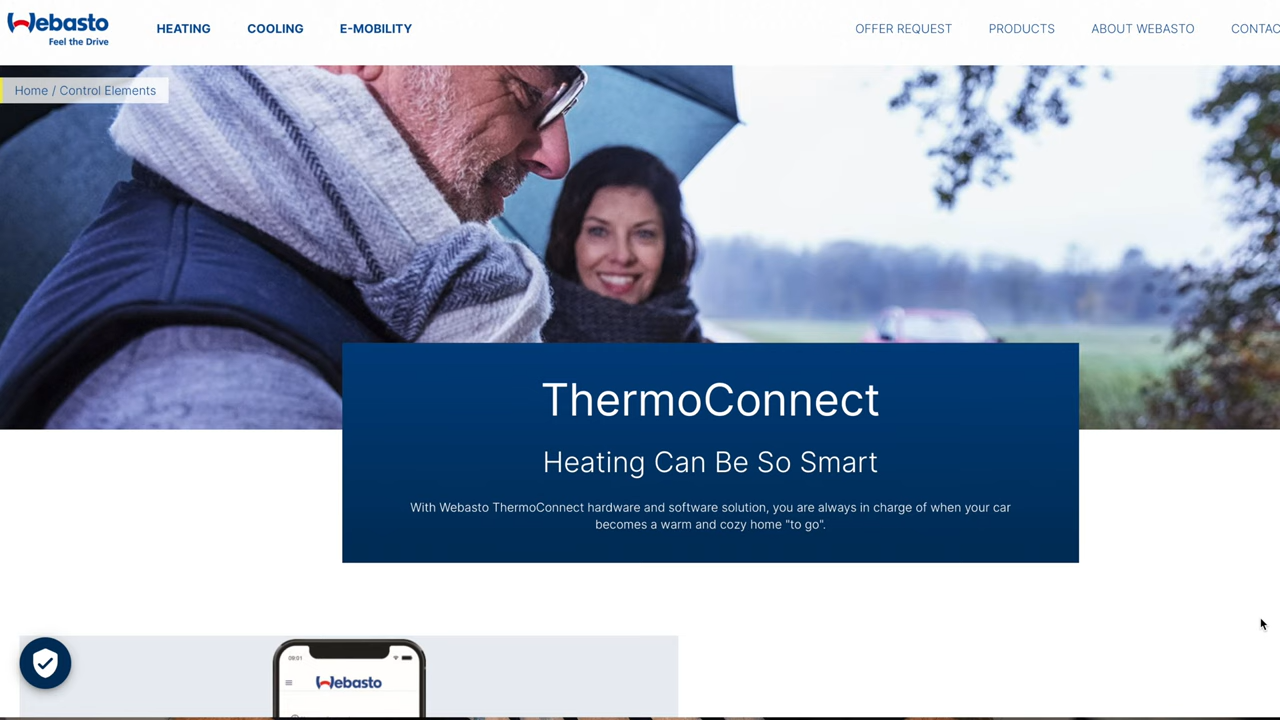 Webasto
Feel the Drive
HEATING COOLING E-MOBILITY OFFER REQUEST PRODUCTS ABOUT WEBASTO CONTAC
Home / Control Elements
ThermoConnect
Heating Can Be So Smart
With Webasto ThermoConnect hardware and software solution, you are always in charge of when your car
becomes a warm and cozy home "to go".
09:01
Webasto